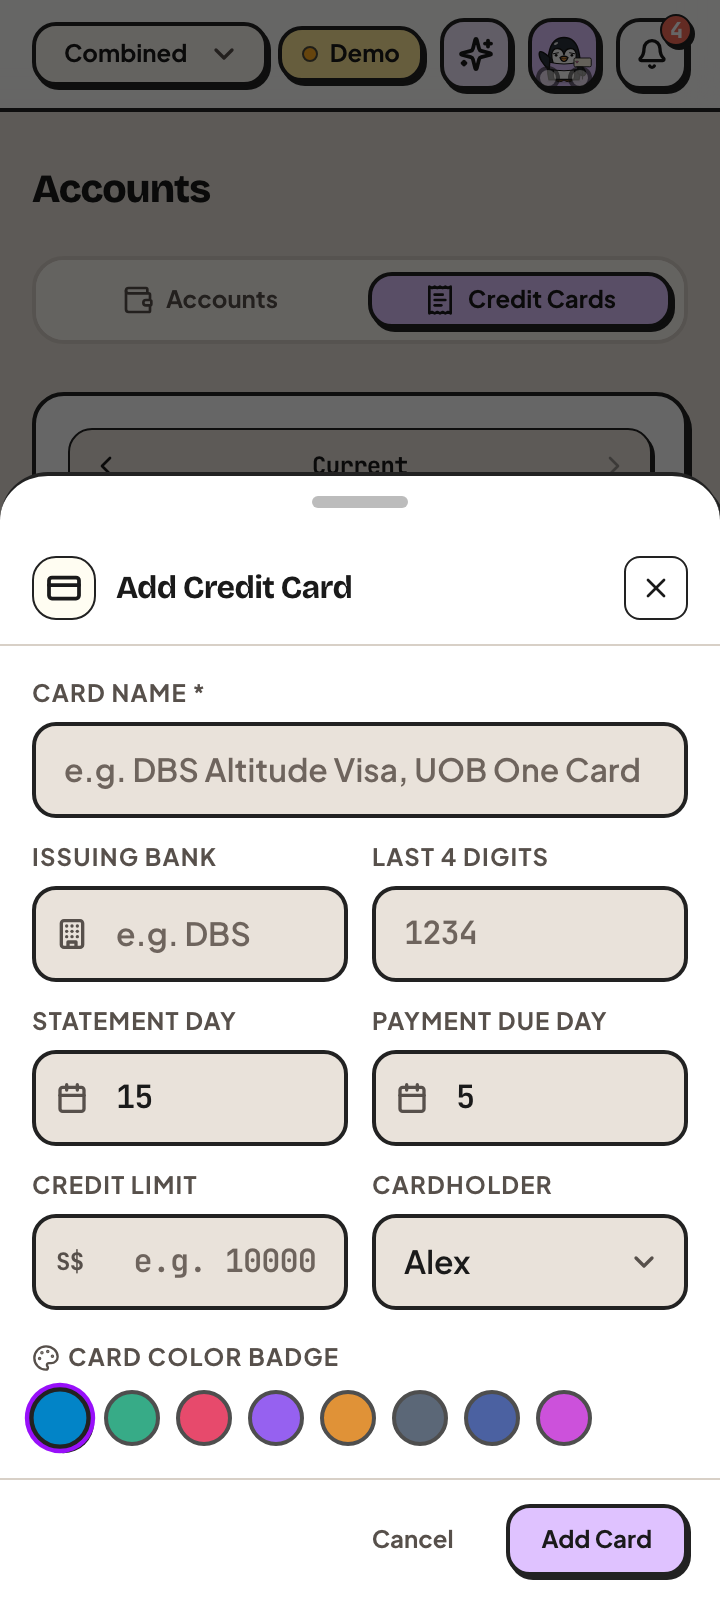 Combined
Demo
4
Accounts
Accounts
Credit Cards
Current
Add Credit Card
CARD NAME *
e.g. DBS Altitude Visa, UOB One Card
ISSUING BANK
LAST 4 DIGITS
e.g. DBS
1234
STATEMENT DAY
PAYMENT DUE DAY
15
5
CREDIT LIMIT
CARDHOLDER
S$ e.g. 10000
Alex
CARD COLOR BADGE
Cancel
Add Card